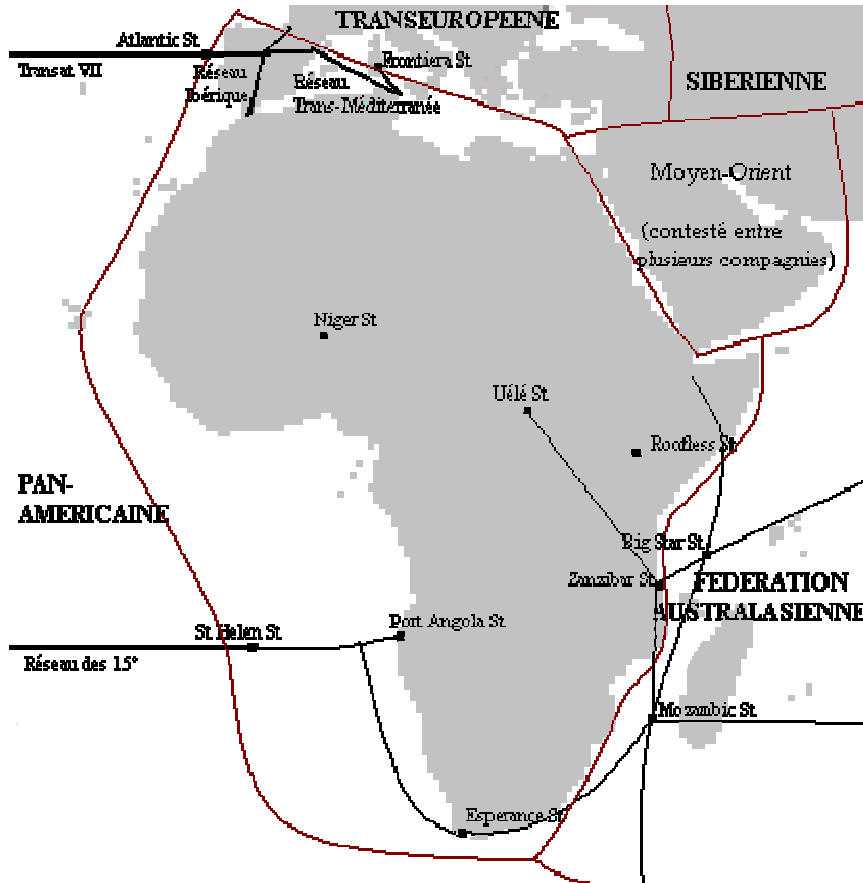 TRANSEUROPEENE
Atlantic St.
Transat VII
Réseau
Ibérique
Réseau
Trans-Méditerranée
Frontiera St
SIBERIENNE
Moyen-Orient
(contesté entre
plusieurs compagnies)
Niger St
Uélé St.
Roofless St.
PAN-
AMERICAINE
Big Star St.
Zanzibar St.
FEDERATION
AUSTRALASIENNE
St Helen St
Port Angola St
Réseau des 15°
Mozambic St.
Esperance St.